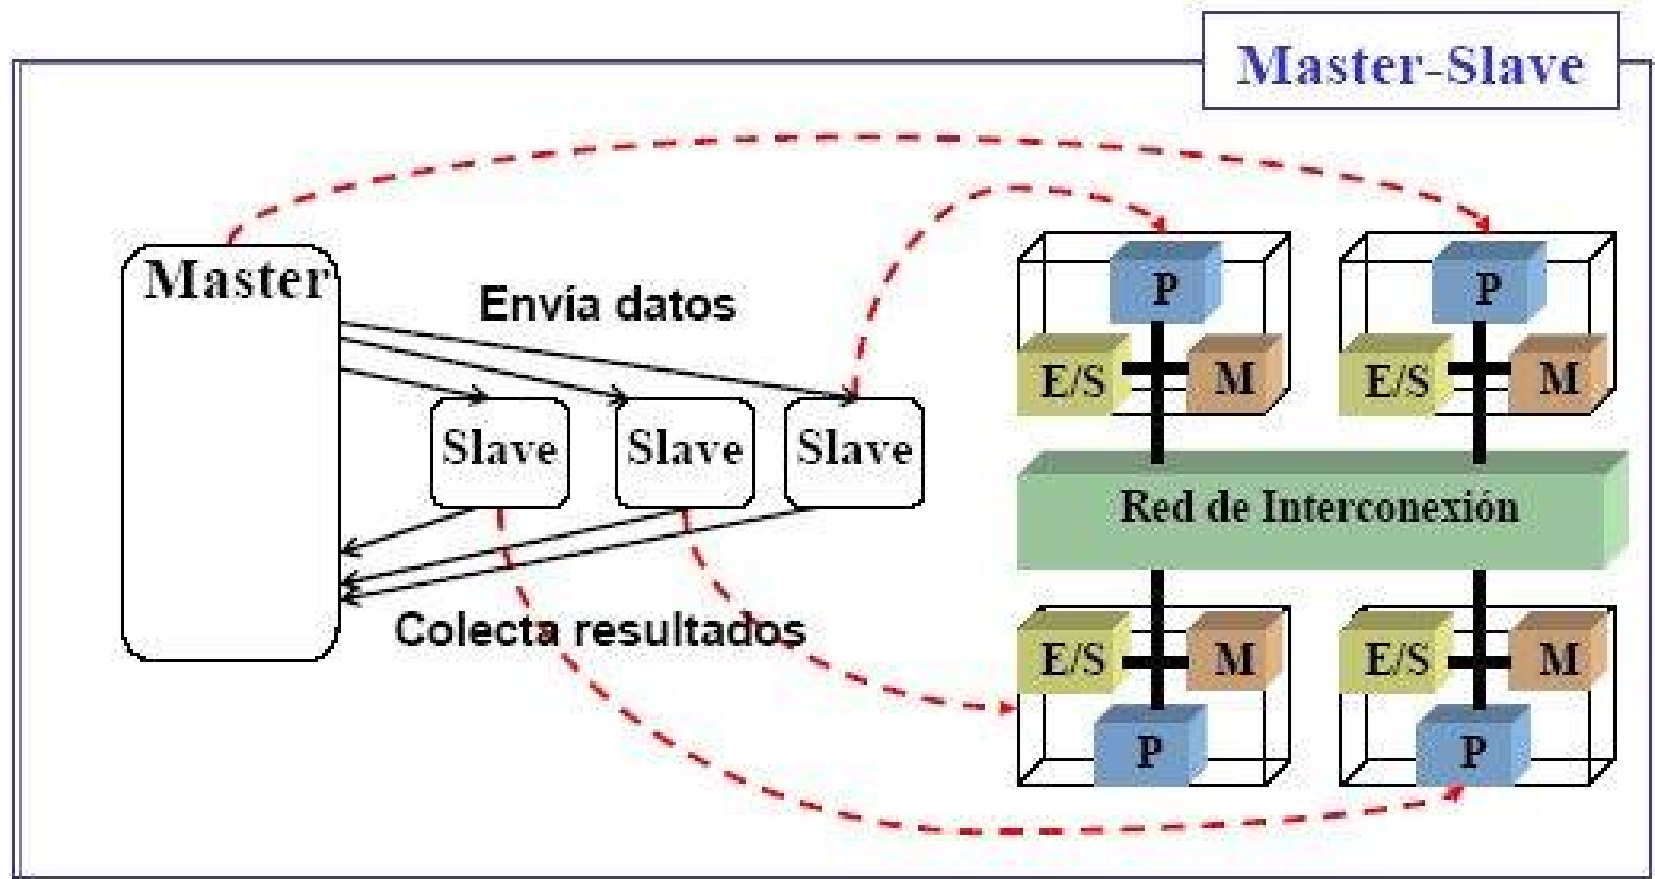 Master-Slave
Master
Envía datos
Slave
Slave
Slave
Colecta resultados
P
E/S
M
P
E/S
M
Red de Interconexión
E/S
M
P
E/S
M
P